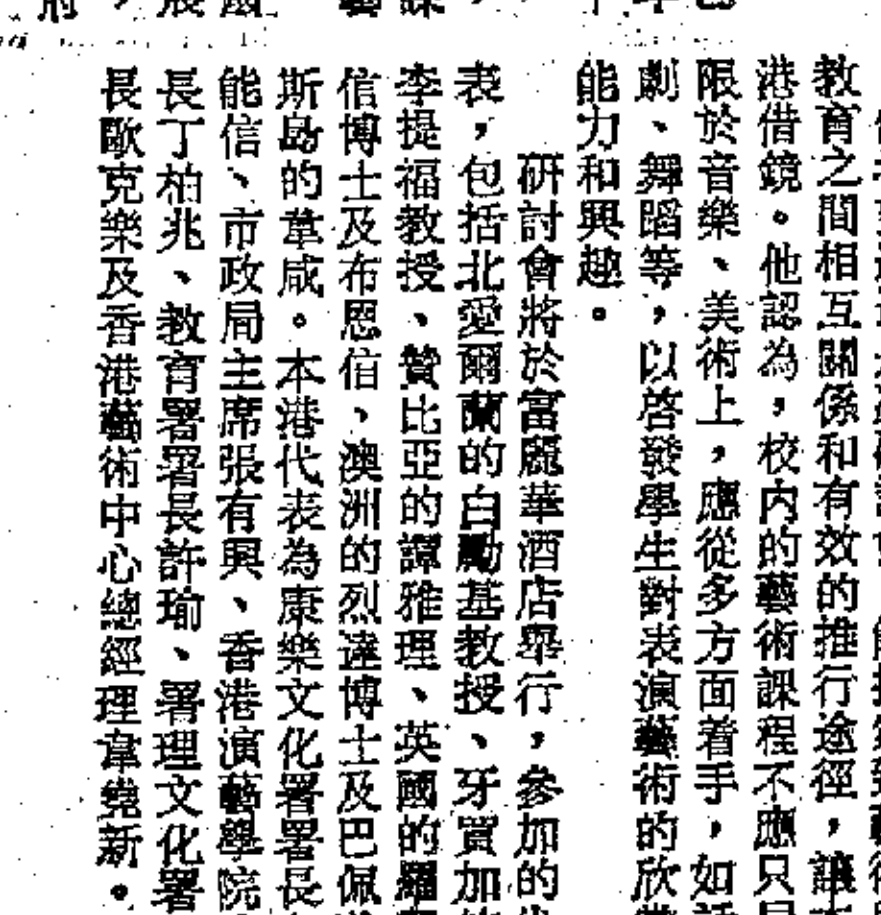 教育之間相互關係和有效的推行途徑，讓
港借鏡。他認為，校內的藝術課程不應只
限於音樂、美術上，應從多方面着手，如
劇、舞蹈等，以啓發學生對表演藝術的欣
能力和興趣。
研討會將於富麗華酒店舉行，參加的
表，包括北愛爾蘭的白勵基教授、牙買加
李提福教授、贊比亞的譚雅理、英國的羅
信博士及布恩信，澳洲的烈達博士及巴佩
斯島的韋咸。本港代表為康樂文化署署長
能信、市政局主席張有興、香港演藝學院
長丁柏兆、教育署署長許瑜、署理文化署
長歐克樂及香港藝術中心總經理韋堯新。